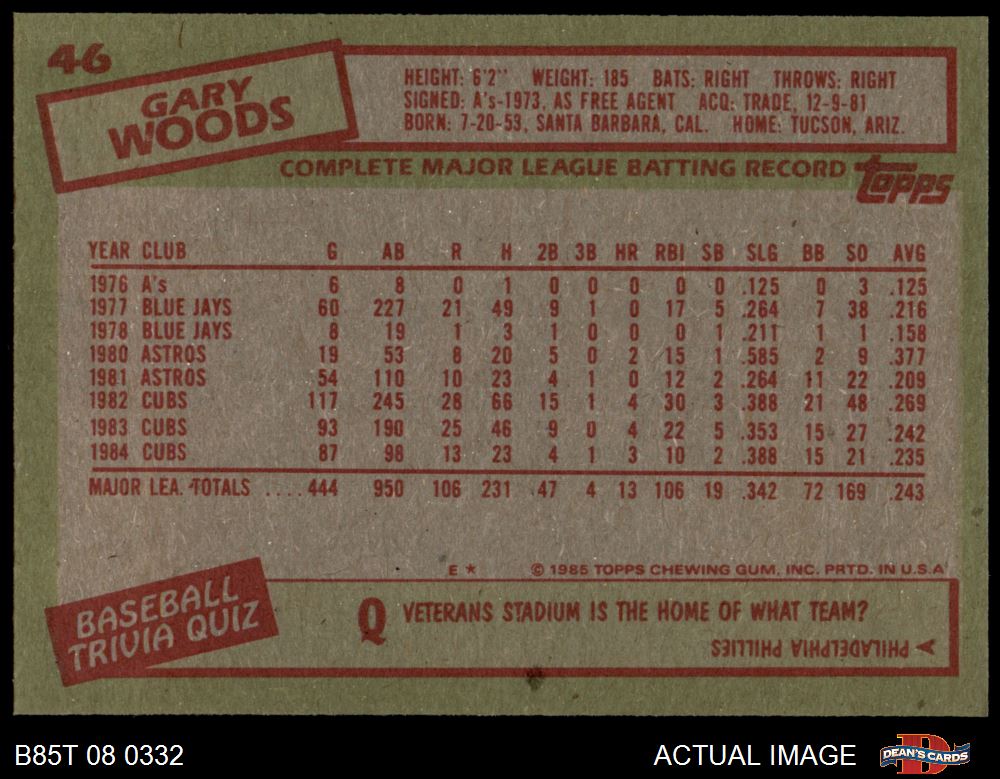 46
GARY
WOODS
HEIGHT: 6'2" WEIGHT: 185 BATS: RIGHT THROWS: RIGHT
SIGNED: A's-1973, AS FREE AGENT ACQ: TRADE, 12-9-81
BORN: 7-20-53, SANTA BARBARA, CAL. HOME: TUCSON, ARIZ.
COMPLETE MAJOR LEAGUE BATTING RECORD
topps
YEAR CLUB G AB R H 2B 3B HR RBI SB SLG BB SO AVG
1976 A's 6 8 0 1 0 0 0 0 0 .125 0 3 .125
1977 BLUE JAYS 60 227 21 49 9 1 0 17 5 .264 7 38 .216
1978 BLUE JAYS 8 19 1 3 1 0 0 0 1 .211 1 1 .158
1980 ASTROS 19 53 8 20 5 0 2 15 1 .585 2 9 .377
1981 ASTROS 54 110 10 23 4 1 0 12 2 .264 11 22 .209
1982 CUBS 117 245 28 66 15 1 4 30 3 .388 21 48 .269
1983 CUBS 93 190 25 46 9 0 4 22 5 .353 15 27 .242
1984 CUBS 87 98 13 23 4 1 3 10 2 .388 15 21 .235
MAJOR LEA. TOTALS .... 444 950 106 231 47 4 13 106 19 .342 72 169 .243
E * © 1985 TOPPS CHEWING GUM, INC. PRTD. IN U.S.A
BASEBALL
TRIVIA QUIZ
Q VETERANS STADIUM IS THE HOME OF WHAT TEAM?
A PHILADELPHIA PHILLIES
B85T 08 0332
ACTUAL IMAGE
DEAN'S CARDS